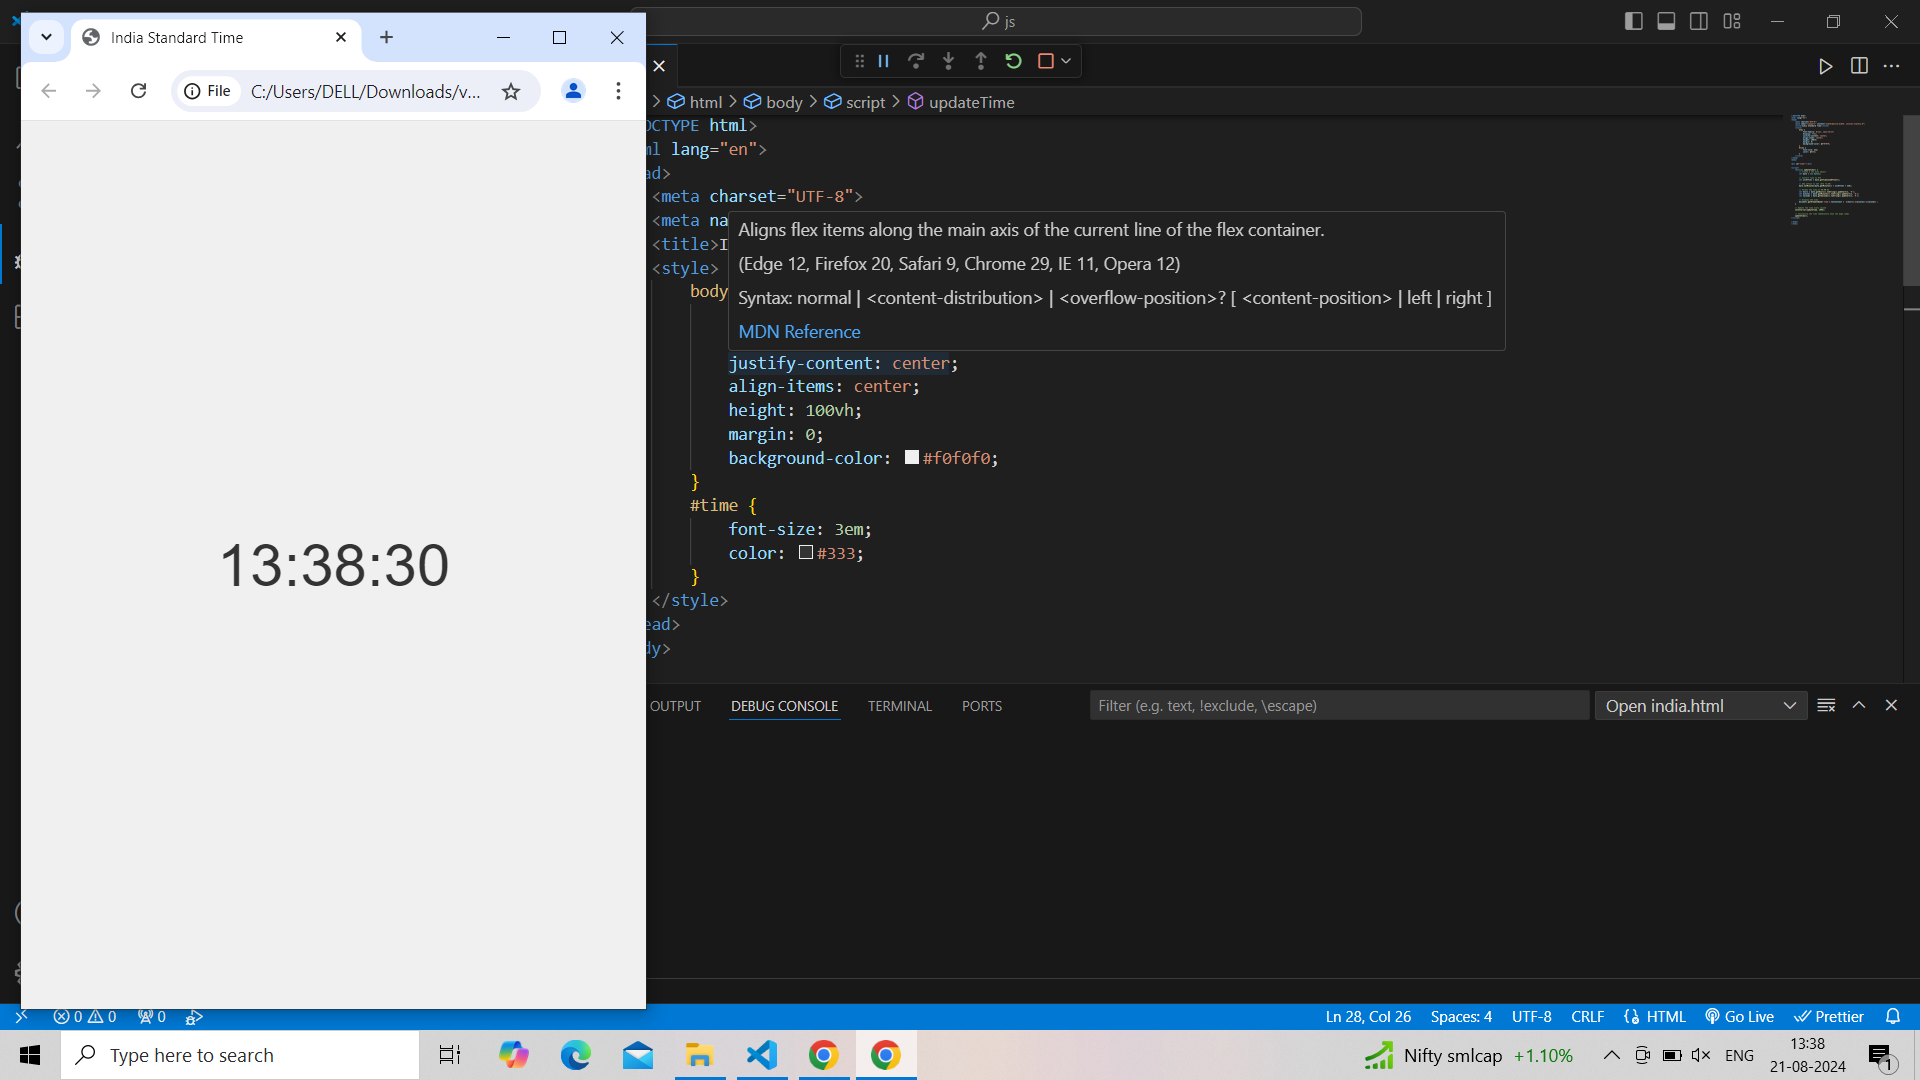 India Standard Time
File
C:/Users/DELL/Downloads/v...
13:38:30
js
html
body
script
updateTime
OCTYPE html>
ml lang="en">
ad>
<meta charset="UTF-8">
<meta na
<title>I
<style>
body
Aligns flex items along the main axis of the current line of the flex container.
(Edge 12, Firefox 20, Safari 9, Chrome 29, IE 11, Opera 12)
Syntax: normal | <content-distribution> | <overflow-position>? [ <content-position> | left | right ]
MDN Reference
justify-content: center;
align-items: center;
height: 100vh;
margin: 0;
background-color: #f0f0f0;
}
#time {
font-size: 3em;
color: #333;
}
</style>
ead>
dy>
OUTPUT
DEBUG CONSOLE
TERMINAL
PORTS
Filter (e.g. text, !exclude, \escape)
Open india.html
0 0 0
Ln 28, Col 26
Spaces: 4
UTF-8
CRLF
HTML
Go Live
Prettier
Type here to search
Nifty smlcap +1.10%
ENG
13:38
21-08-2024
1